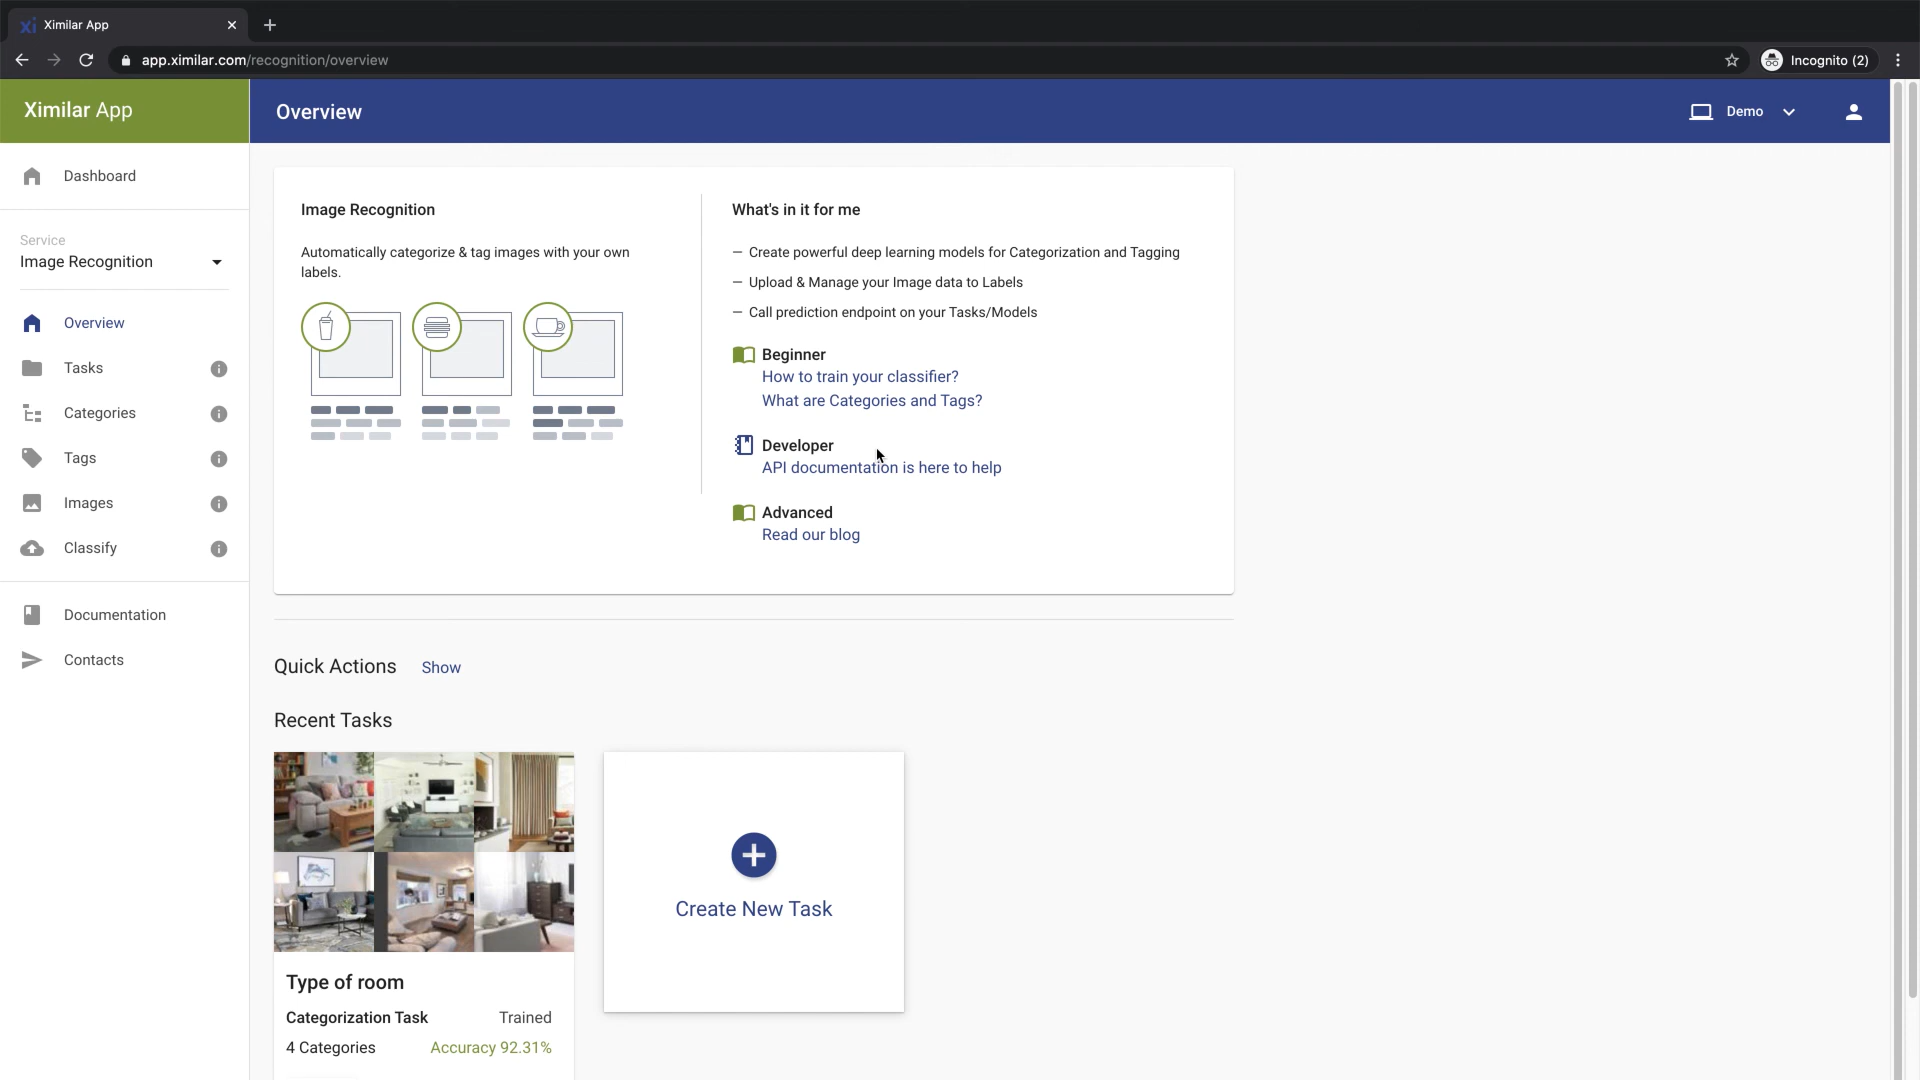 Ximilar App
app.ximilar.com/recognition/overview
Incognito (2)
Ximilar App
Overview
Demo
Dashboard
Service
Image Recognition
Overview
Tasks
Categories
Tags
Images
Classify
Documentation
Contacts
Image Recognition
Automatically categorize & tag images with your own
labels.
What's in it for me
— Create powerful deep learning models for Categorization and Tagging
— Upload & Manage your Image data to Labels
— Call prediction endpoint on your Tasks/Models
Beginner
How to train your classifier?
What are Categories and Tags?
Developer
API documentation is here to help
Advanced
Read our blog
Quick Actions Show
Recent Tasks
Type of room
Categorization Task Trained
4 Categories Accuracy 92.31%
Create New Task